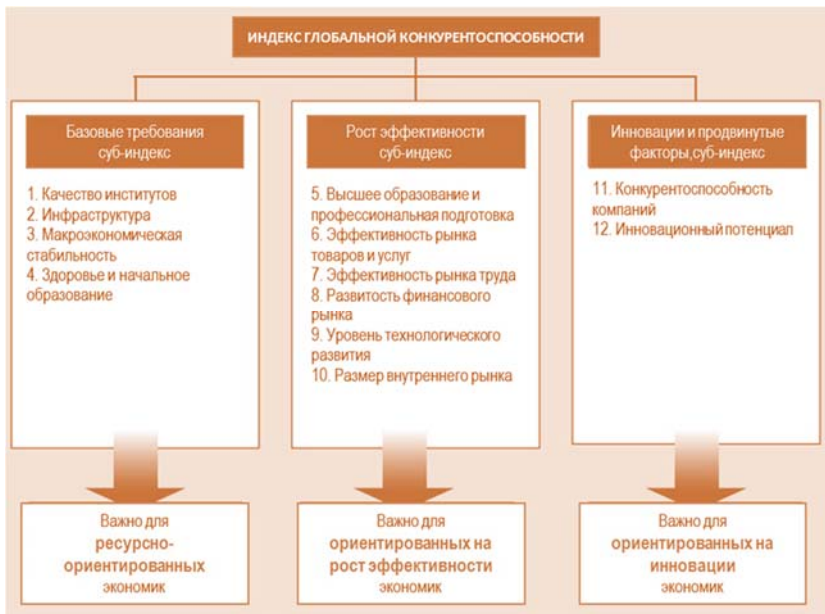 ИНДЕКС ГЛОБАЛЬНОЙ КОНКУРЕНТОСПОСОБНОСТИ
Базовые требования
суб-индекс
1. Качество институтов
2. Инфраструктура
3. Макроэкономическая
стабильность
4. Здоровье и начальное
образование
Важно для
ресурсно-
ориентированных
экономик
Рост эффективности
суб-индекс
5. Высшее образование и
профессиональная подготовка
6. Эффективность рынка
товаров и услуг
7. Эффективность рынка труда
8. Развитость финансового
рынка
9. Уровень технологического
развития
10. Размер внутреннего рынка
Важно для
ориентированных на
рост эффективности
экономик
Инновации и продвинутые
факторы,суб-индекс
11. Конкурентоспособность
компаний
12. Инновационный потенциал
Важно для
ориентированных на
инновации
экономик